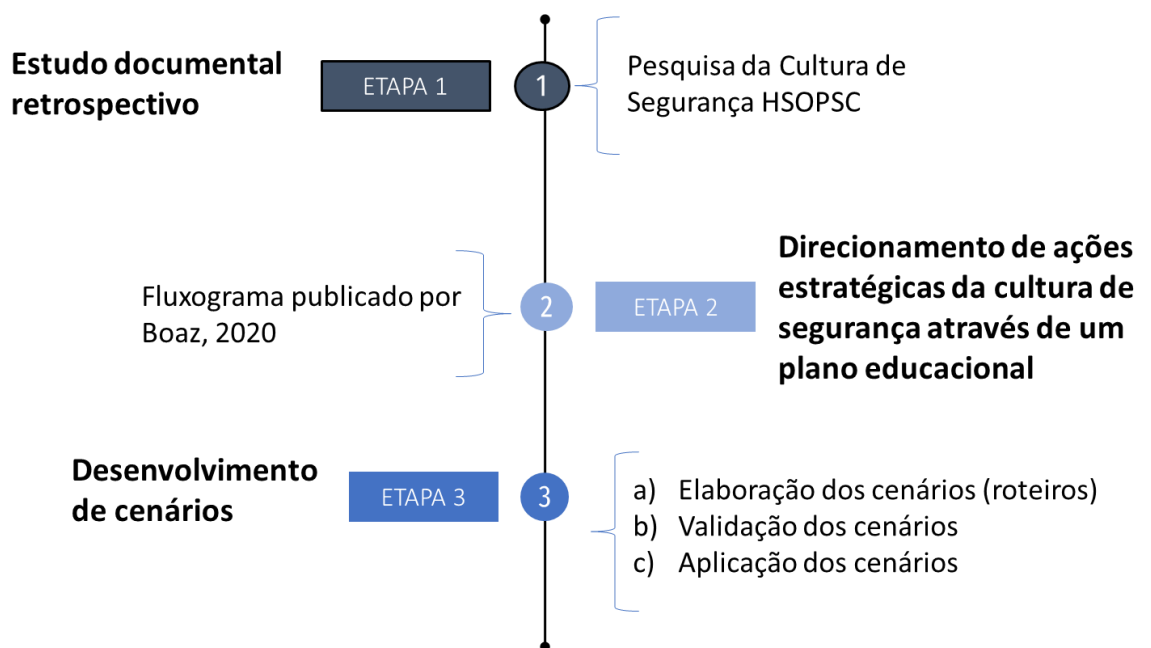 Estudo documental
retrospectivo
ETAPA 1
1
Pesquisa da Cultura de
Segurança HSOPSC
Fluxograma publicado por
Boaz, 2020
2
ETAPA 2
Direcionamento de ações
estratégicas da cultura de
segurança através de um
plano educacional
Desenvolvimento
de cenários
ETAPA 3
3
a) Elaboração dos cenários (roteiros)
b) Validação dos cenários
c) Aplicação dos cenários